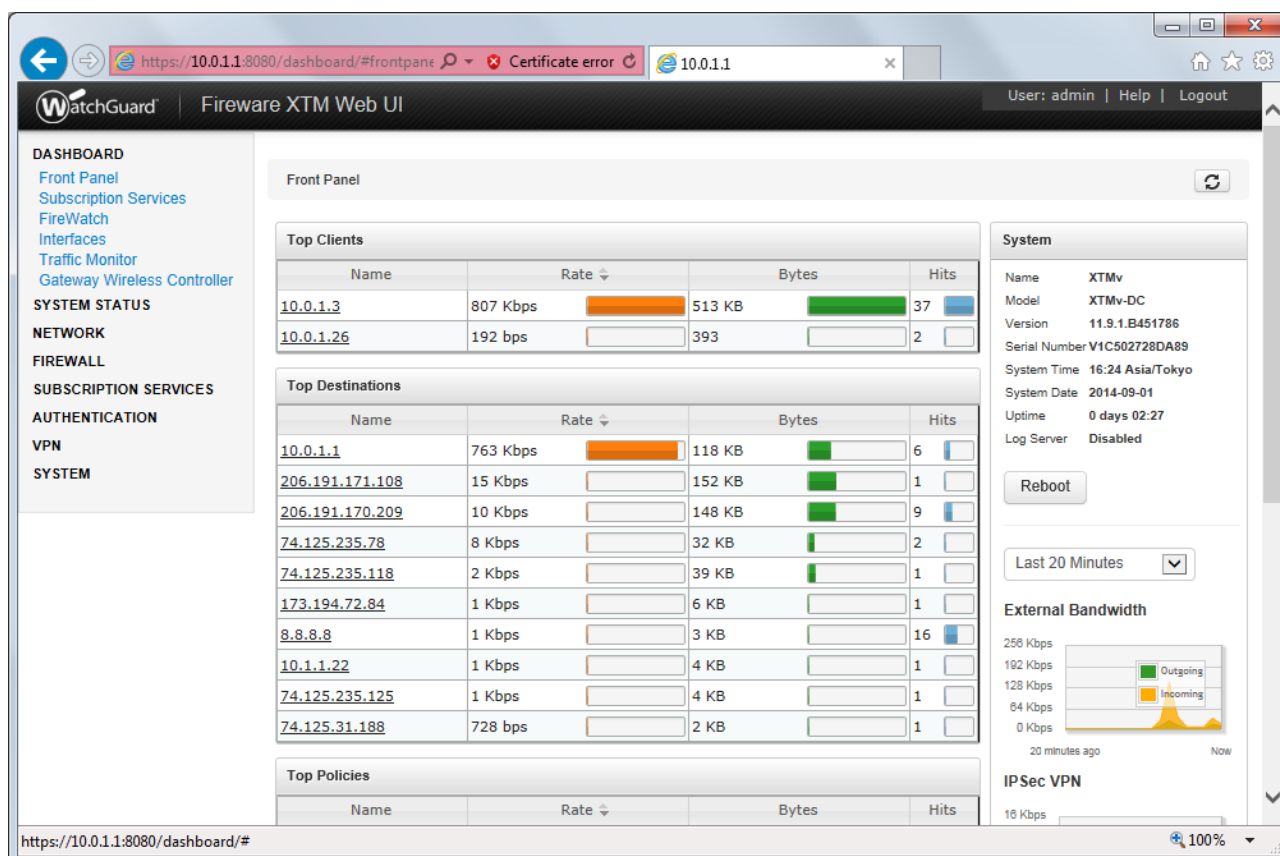 https://10.0.1.1:8080/dashboard/#frontpane
Certificate error
10.0.1.1
WatchGuard
Fireware XTM Web UI
User: admin | Help | Logout
DASHBOARD
Front Panel
Subscription Services
FireWatch
Interfaces
Traffic Monitor
Gateway Wireless Controller
SYSTEM STATUS
NETWORK
FIREWALL
SUBSCRIPTION SERVICES
AUTHENTICATION
VPN
SYSTEM
Front Panel
Top Clients
Name Rate Bytes Hits
10.0.1.3 807 Kbps 513 KB 37
10.0.1.26 192 bps 393 2
Top Destinations
Name Rate Bytes Hits
10.0.1.1 763 Kbps 118 KB 6
206.191.171.108 15 Kbps 152 KB 1
206.191.170.209 10 Kbps 148 KB 9
74.125.235.78 8 Kbps 32 KB 2
74.125.235.118 2 Kbps 39 KB 1
173.194.72.84 1 Kbps 6 KB 1
8.8.8.8 1 Kbps 3 KB 16
10.1.1.22 1 Kbps 4 KB 1
74.125.235.125 1 Kbps 4 KB 1
74.125.31.188 728 bps 2 KB 1
Top Policies
Name Rate Bytes Hits
System
Name XTMv
Model XTMv-DC
Version 11.9.1.B451786
Serial Number V1C502728DA89
System Time 16:24 Asia/Tokyo
System Date 2014-09-01
Uptime 0 days 02:27
Log Server Disabled
Reboot
Last 20 Minutes
External Bandwidth
256 Kbps
192 Kbps
128 Kbps
64 Kbps
0 Kbps
Outgoing
Incoming
20 minutes ago Now
IPSec VPN
16 Kbps
https://10.0.1.1:8080/dashboard/#
100%